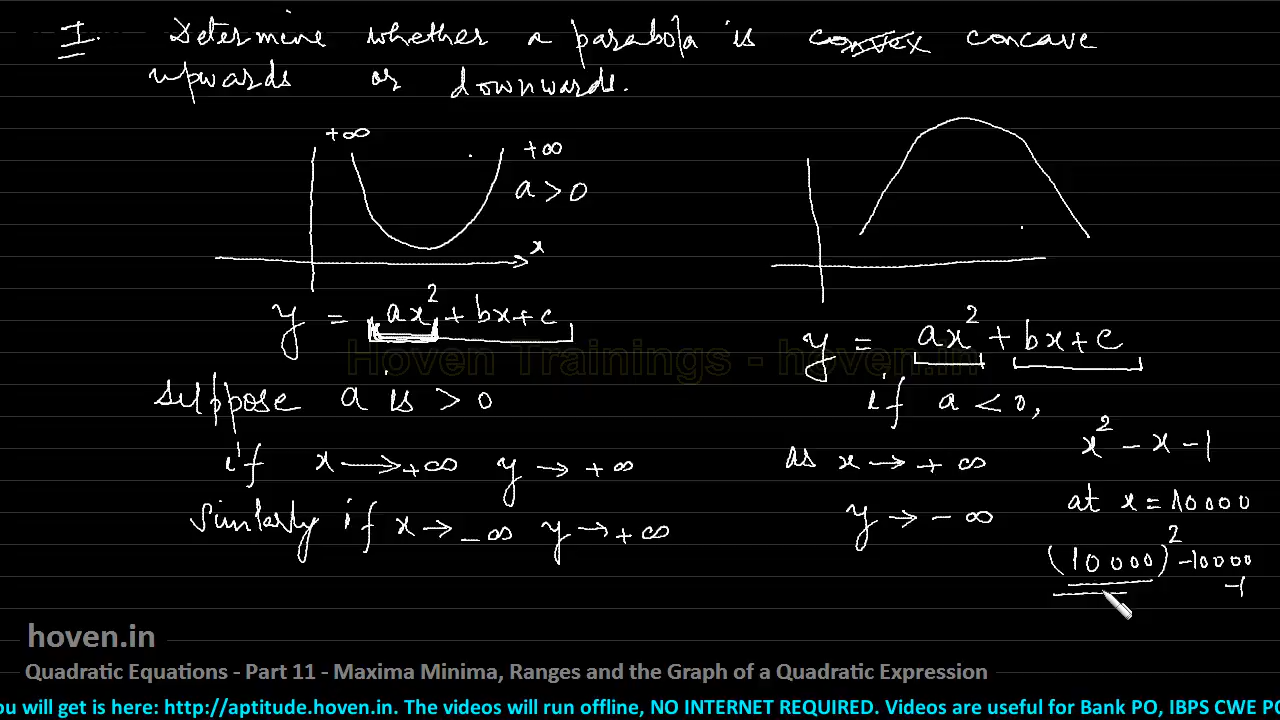 I. Determine whether a parabola is convex concave
upwards or downwards.
+∞
+∞
a > 0
x
y = ax² + bx + c
suppose a is > 0
if x → +∞ y → +∞
Similarly if x → -∞ y → +∞
y = ax² + bx + c
if a < 0,
as x → +∞
y → -∞
x² - x - 1
at x = 10000
(10000)² - 10000
-1
Hoven Trainings - hoven.in
hoven.in
Quadratic Equations - Part 11 - Maxima Minima, Ranges and the Graph of a Quadratic Expression
ou will get is here: http://aptitude.hoven.in. The videos will run offline, NO INTERNET REQUIRED. Videos are useful for Bank PO, IBPS CWE PO